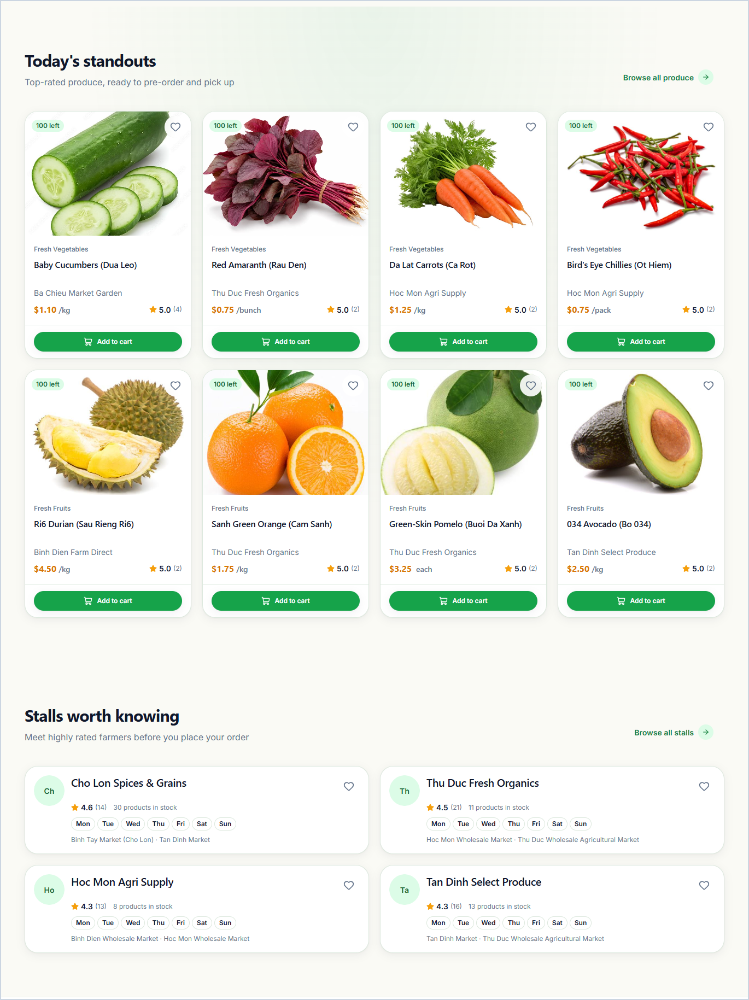 Today's standouts
Top-rated produce, ready to pre-order and pick up
Browse all produce
100 left
100 left
100 left
100 left
Fresh Vegetables
Baby Cucumbers (Dua Leo)
Ba Chieu Market Garden
$1.10 /kg
5.0 (4)
Add to cart
Fresh Vegetables
Red Amaranth (Rau Den)
Thu Duc Fresh Organics
$0.75 /bunch
5.0 (2)
Add to cart
Fresh Vegetables
Da Lat Carrots (Ca Rot)
Hoc Mon Agri Supply
$1.25 /kg
5.0 (2)
Add to cart
Fresh Vegetables
Bird's Eye Chillies (Ot Hiem)
Hoc Mon Agri Supply
$0.75 /pack
5.0 (2)
Add to cart
100 left
100 left
100 left
100 left
Fresh Fruits
Ri6 Durian (Sau Rieng Ri6)
Binh Dien Farm Direct
$4.50 /kg
5.0 (2)
Add to cart
Fresh Fruits
Sanh Green Orange (Cam Sanh)
Thu Duc Fresh Organics
$1.75 /kg
5.0 (2)
Add to cart
Fresh Fruits
Green-Skin Pomelo (Buoi Da Xanh)
Thu Duc Fresh Organics
$3.25 each
5.0 (2)
Add to cart
Fresh Fruits
034 Avocado (Bo 034)
Tan Dinh Select Produce
$2.50 /kg
5.0 (2)
Add to cart
Stalls worth knowing
Meet highly rated farmers before you place your order
Browse all stalls
Ch
Cho Lon Spices & Grains
4.6 (14) 30 products in stock
Mon Tue Wed Thu Fri Sat Sun
Binh Tay Market (Cho Lon) · Tan Dinh Market
Th
Thu Duc Fresh Organics
4.5 (21) 11 products in stock
Mon Tue Wed Thu Fri Sat Sun
Hoc Mon Wholesale Market · Thu Duc Wholesale Agricultural Market
Ho
Hoc Mon Agri Supply
4.3 (13) 8 products in stock
Mon Tue Wed Thu Fri Sat Sun
Binh Dien Wholesale Market · Hoc Mon Wholesale Market
Ta
Tan Dinh Select Produce
4.3 (16) 13 products in stock
Mon Tue Wed Thu Fri Sat Sun
Tan Dinh Market · Thu Duc Wholesale Agricultural Market